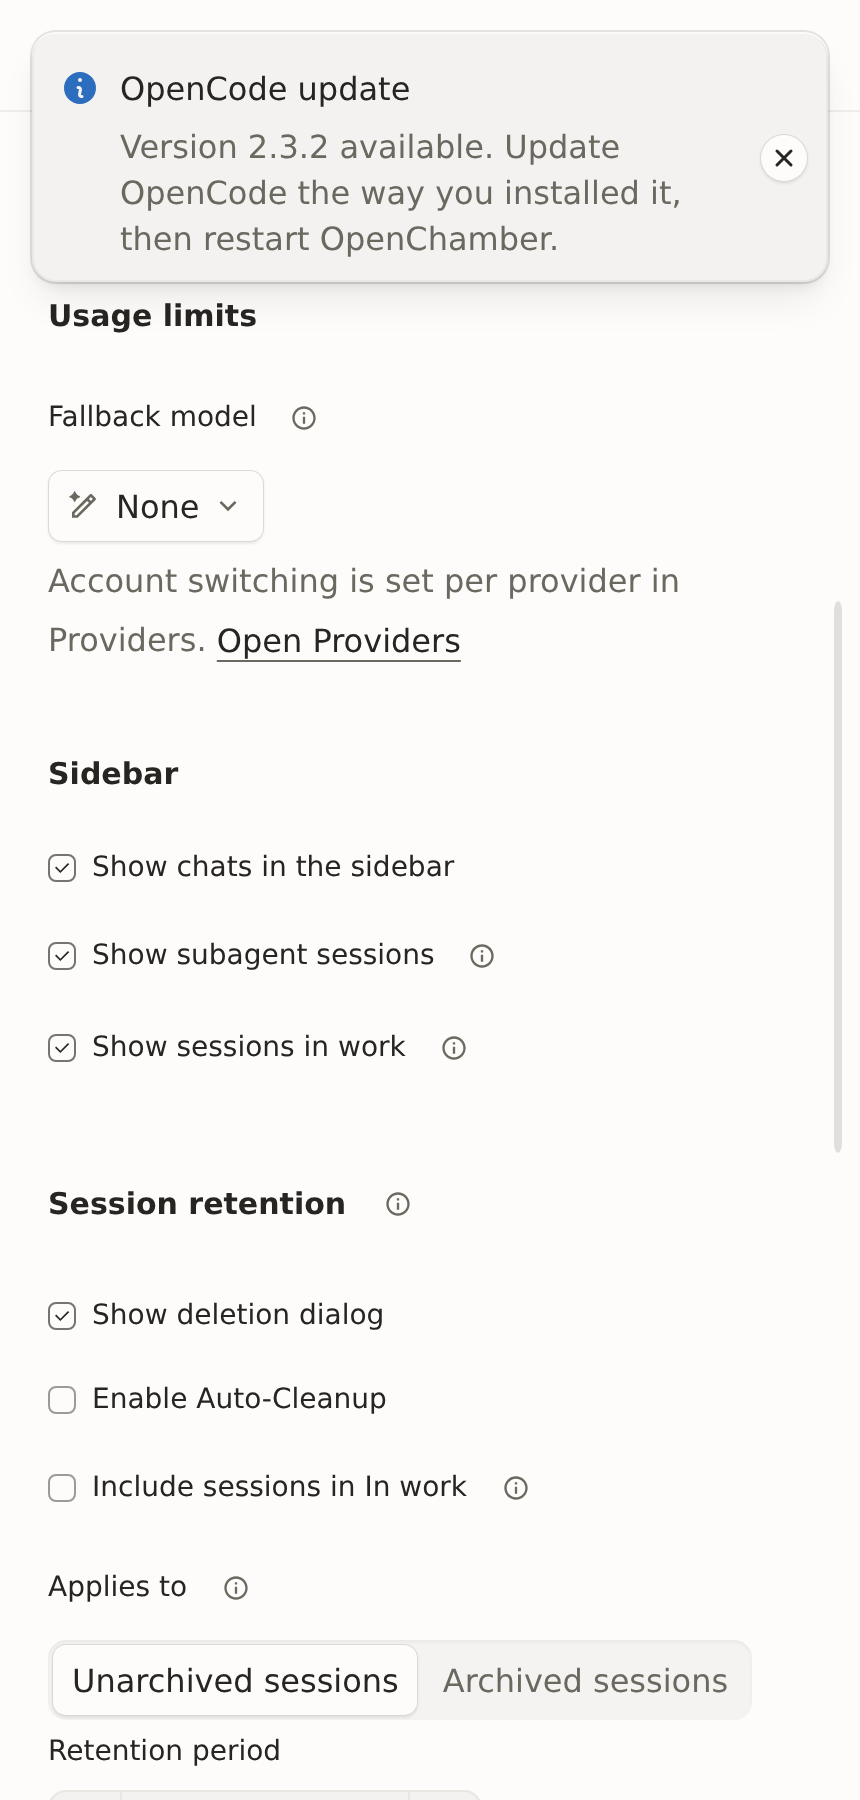 OpenCode update
Version 2.3.2 available. Update
OpenCode the way you installed it,
then restart OpenChamber.
Usage limits
Fallback model
None
Account switching is set per provider in
Providers. Open Providers
Sidebar
Show chats in the sidebar
Show subagent sessions
Show sessions in work
Session retention
Show deletion dialog
Enable Auto-Cleanup
Include sessions in In work
Applies to
Unarchived sessions Archived sessions
Retention period